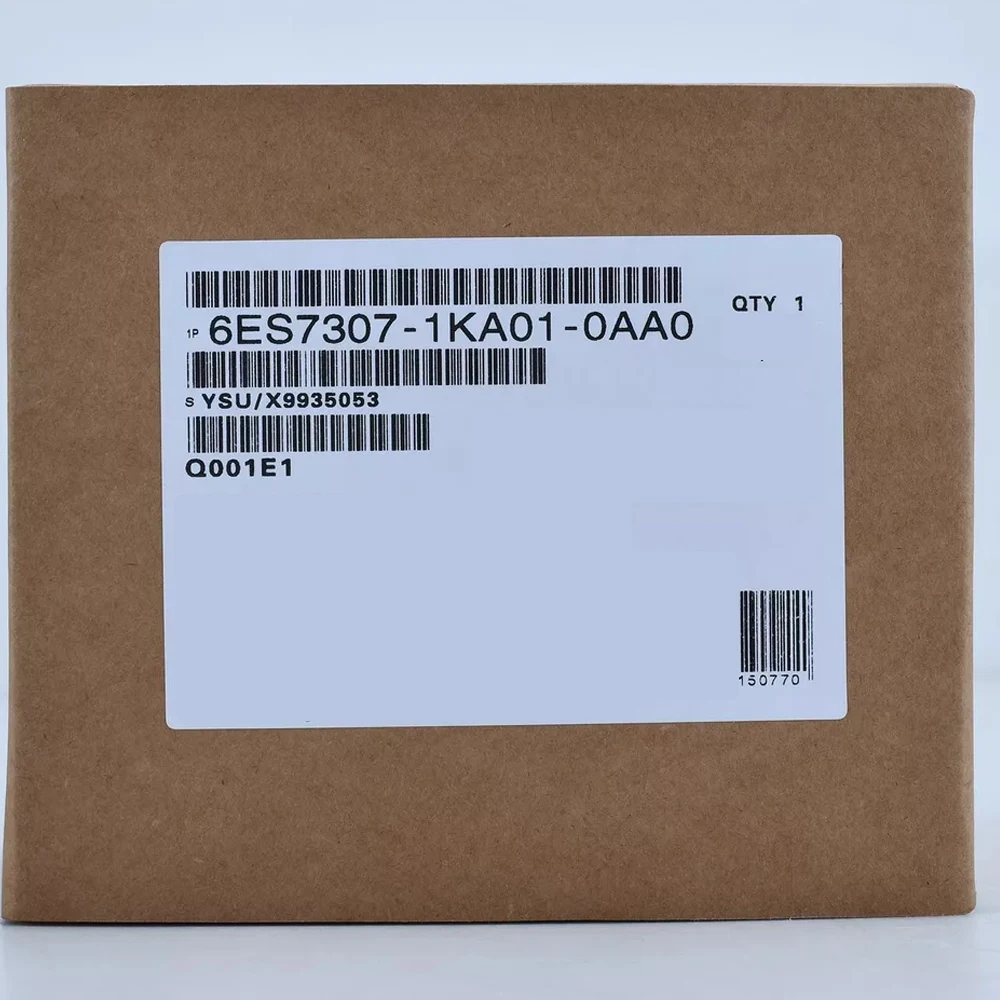 QTY 1
1P 6ES7307-1KA01-0AA0
S YSU/X9935053
Q001E1
150770